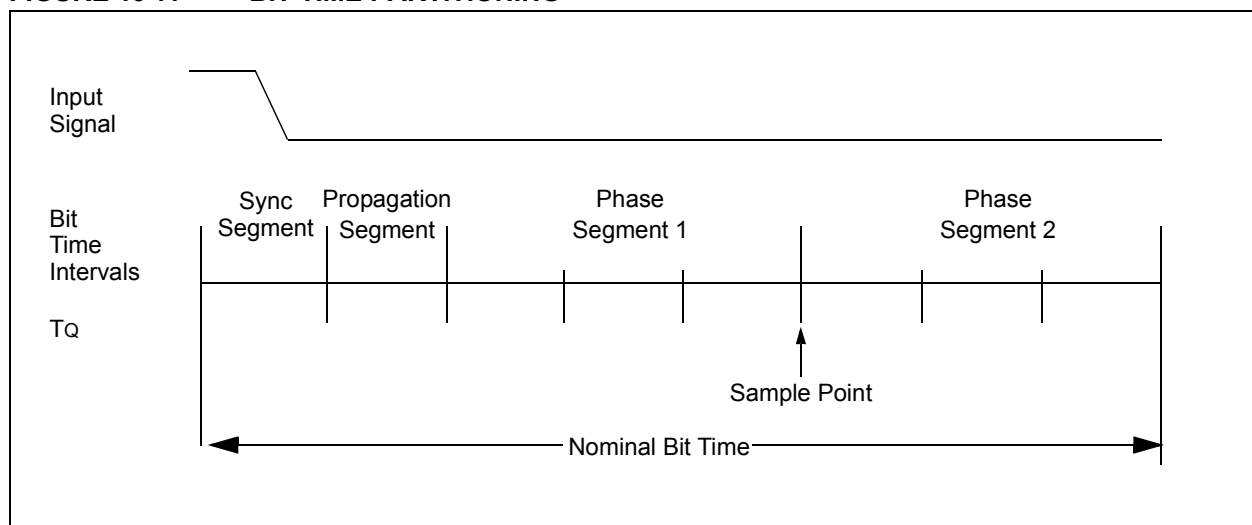 Input
Signal
Sync
Segment
Propagation
Segment
Phase
Segment 1
Phase
Segment 2
Bit
Time
Intervals
TQ
Sample Point
Nominal Bit Time